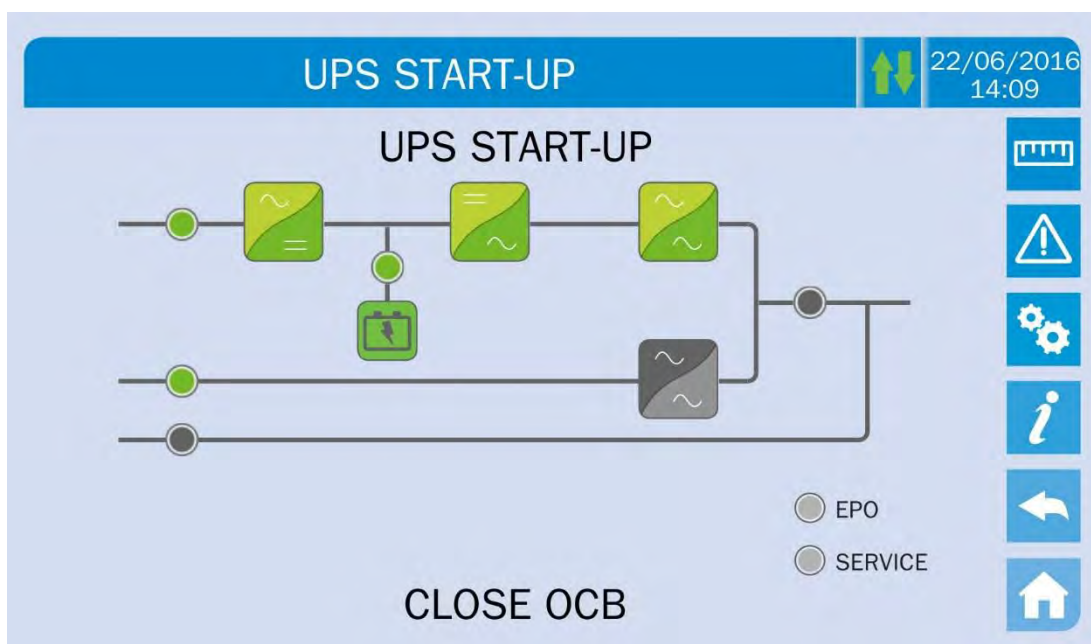 UPS START-UP
22/06/2016
14:09
UPS START-UP
EPO
SERVICE
CLOSE OCB